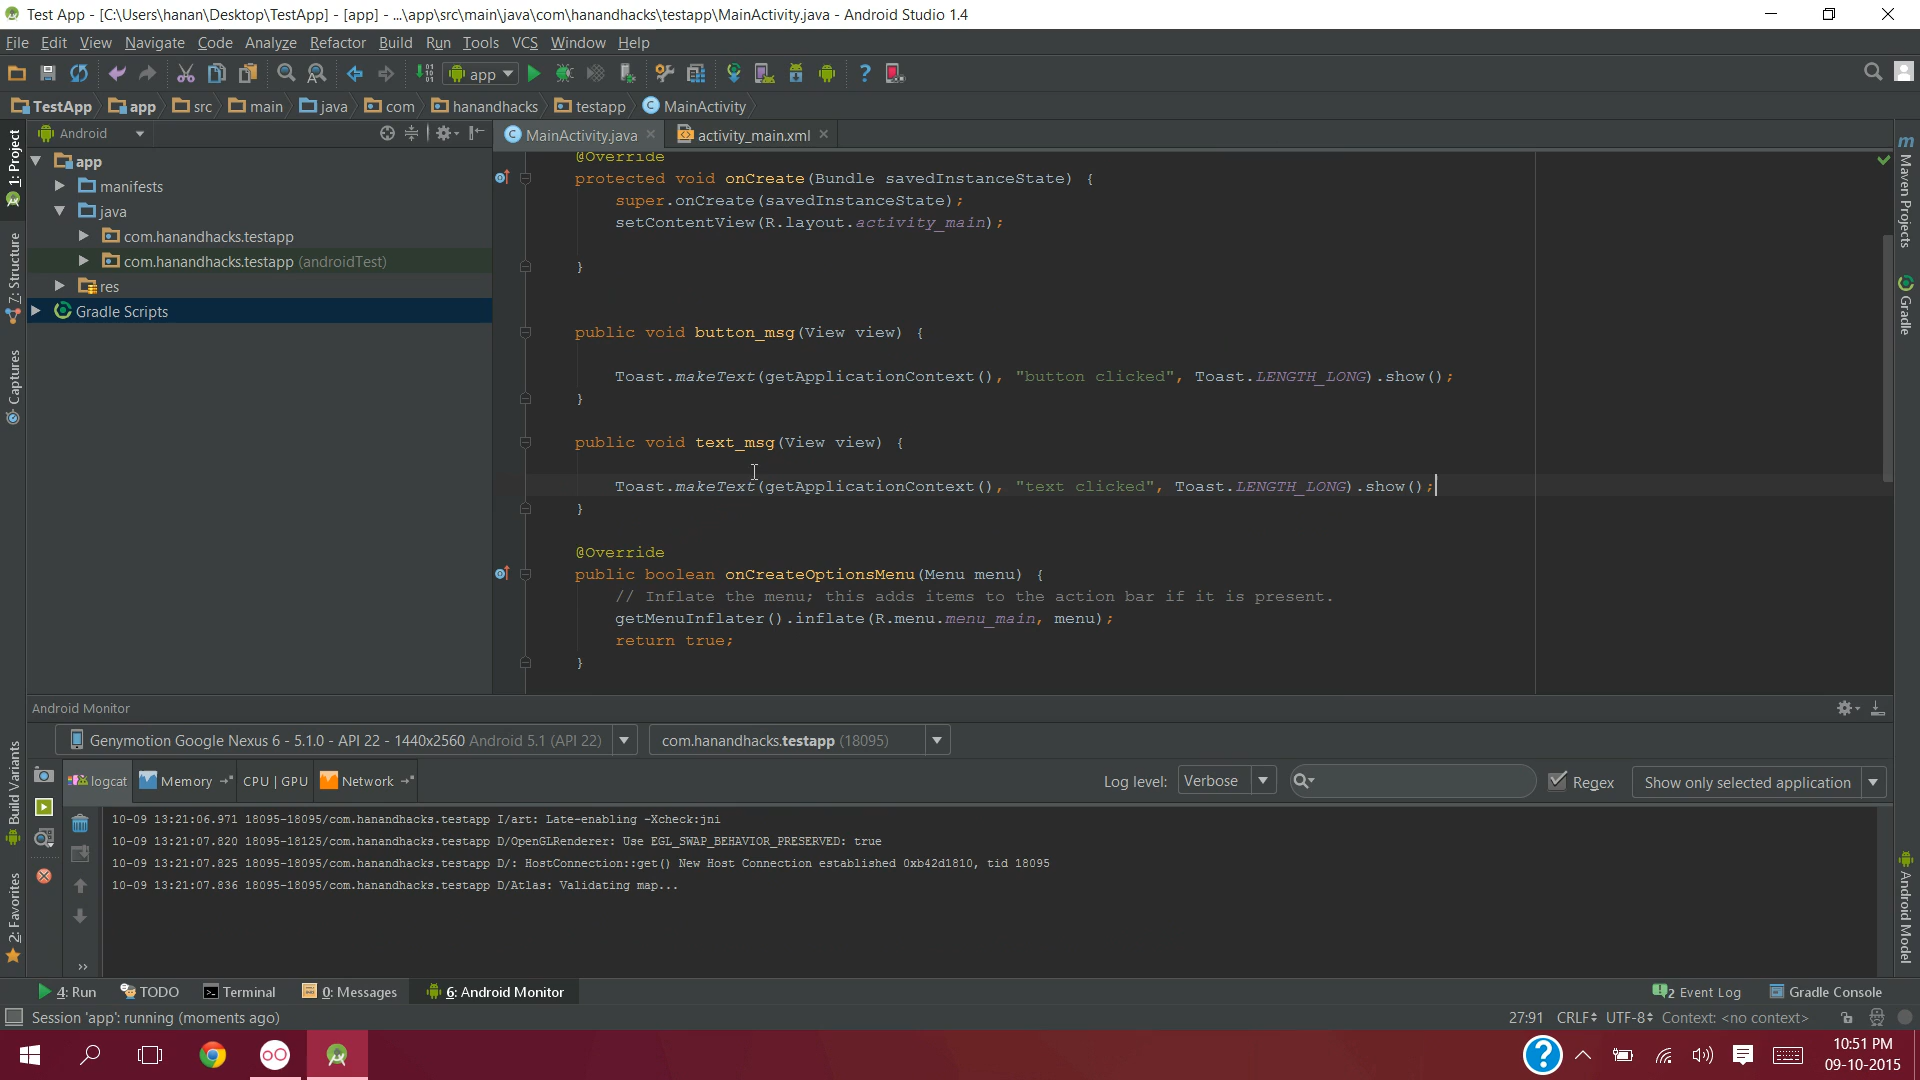 Test App - [C:\Users\hanan\Desktop\TestApp] - [app] - ...\app\src\main\java\com\hanandhacks\testapp\MainActivity.java - Android Studio 1.4
File Edit View Navigate Code Analyze Refactor Build Run Tools VCS Window Help
app
TestApp app src main java com hanandhacks testapp MainActivity
Android
MainActivity.java activity_main.xml
1: Project
7: Structure
Captures
Build Variants
2: Favorites
app
manifests
java
com.hanandhacks.testapp
com.hanandhacks.testapp (androidTest)
res
Gradle Scripts
@Override
protected void onCreate(Bundle savedInstanceState) {
super.onCreate(savedInstanceState);
setContentView(R.layout.activity_main);
}
public void button_msg(View view) {
Toast.makeText(getApplicationContext(), "button clicked", Toast.LENGTH_LONG).show();
}
public void text_msg(View view) {
Toast.makeText(getApplicationContext(), "text clicked", Toast.LENGTH_LONG).show();
}
@Override
public boolean onCreateOptionsMenu(Menu menu) {
// Inflate the menu; this adds items to the action bar if it is present.
getMenuInflater().inflate(R.menu.menu_main, menu);
return true;
}
m Maven Projects
Gradle
Android Model
Android Monitor
Genymotion Google Nexus 6 - 5.1.0 - API 22 - 1440x2560 Android 5.1 (API 22)
com.hanandhacks.testapp (18095)
logcat Memory CPU | GPU Network
Log level: Verbose Regex Show only selected application
10-09 13:21:06.971 18095-18095/com.hanandhacks.testapp I/art: Late-enabling -Xcheck:jni
10-09 13:21:07.820 18095-18125/com.hanandhacks.testapp D/OpenGLRenderer: Use EGL_SWAP_BEHAVIOR_PRESERVED: true
10-09 13:21:07.825 18095-18095/com.hanandhacks.testapp D/: HostConnection::get() New Host Connection established 0xb42d1810, tid 18095
10-09 13:21:07.836 18095-18095/com.hanandhacks.testapp D/Atlas: Validating map...
4: Run TODO Terminal 0: Messages 6: Android Monitor 2 Event Log Gradle Console
Session 'app': running (moments ago) 27:91 CRLF UTF-8 Context: <no context>
10:51 PM
09-10-2015